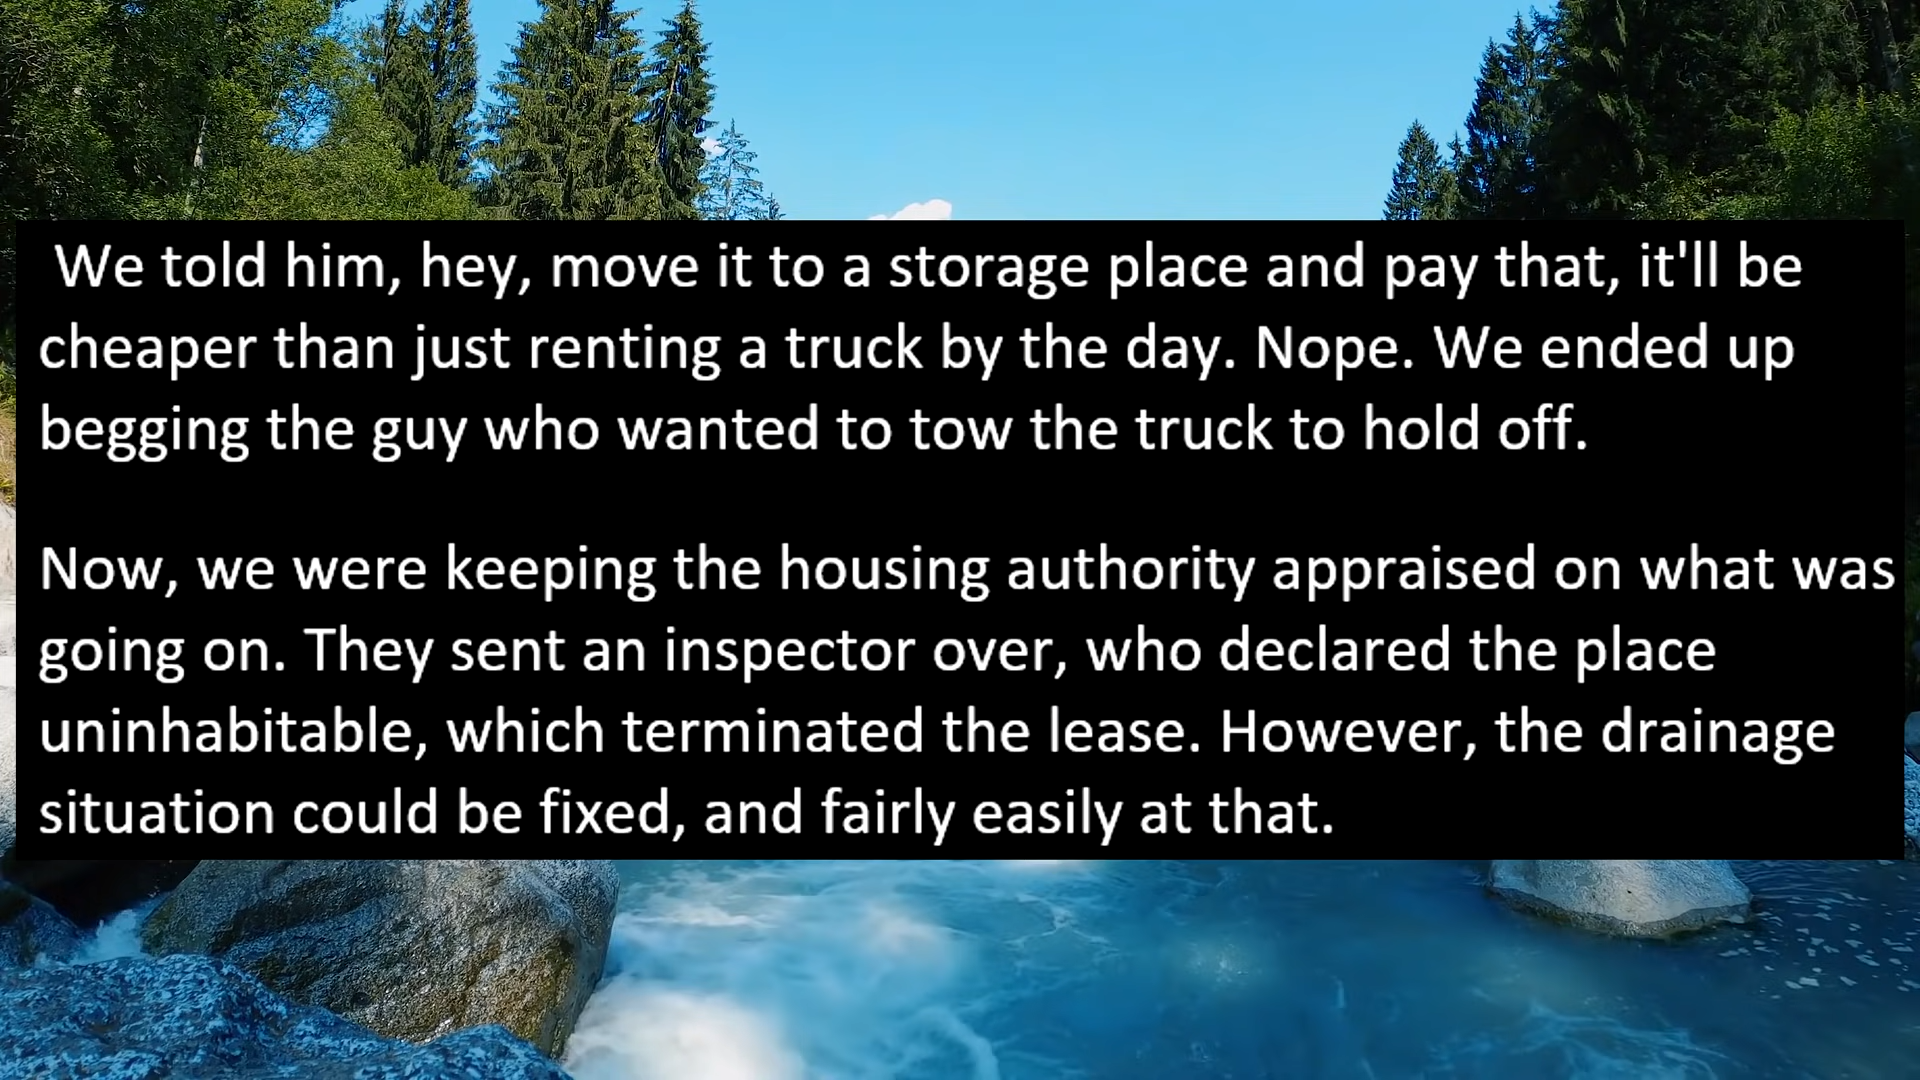 We told him, hey, move it to a storage place and pay that, it'll be
cheaper than just renting a truck by the day. Nope. We ended up
begging the guy who wanted to tow the truck to hold off.
Now, we were keeping the housing authority appraised on what was
going on. They sent an inspector over, who declared the place
uninhabitable, which terminated the lease. However, the drainage
situation could be fixed, and fairly easily at that.